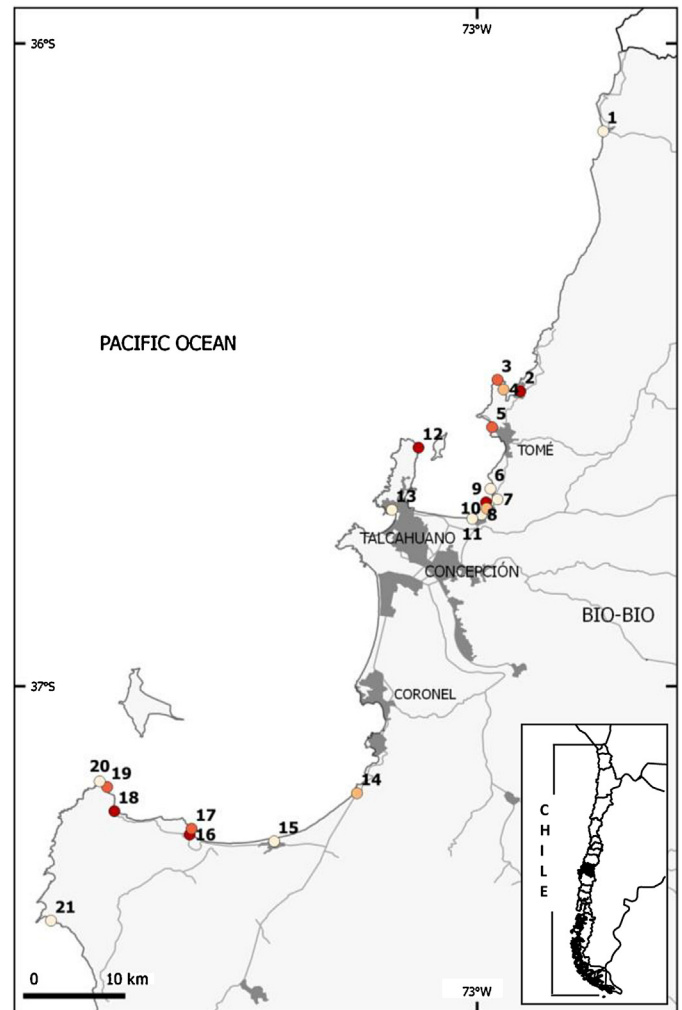 73°W
36°S
1
PACIFIC OCEAN
3
2
4
5
12
TOMÉ
6
9
7
13
10
8
11
TALCAHUANO
CONCEPCIÓN
BIO-BIO
37°S
CORONEL
20
19
14
18
17
15
16
C
H
I
L
E
21
0 10 km
73°W